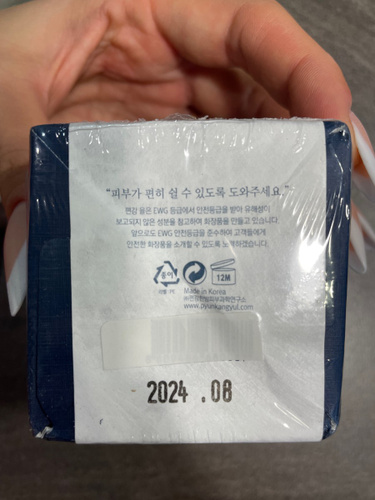 "피부가 편히 쉴 수 있도록 도와주세요."
편강 율은 EWG 등급에서 안전등급을 받아 유해성이
보고되지 않은 성분을 참고하여 화장품을 만들고 있습니다.
앞으로도 EWG 안전등급을 준수하여 고객들에게
안전한 화장품을 소개할 수 있도록 노력하겠습니다.
종이
12M
Made in Korea
www.pyunkangyul.com
2024 .08